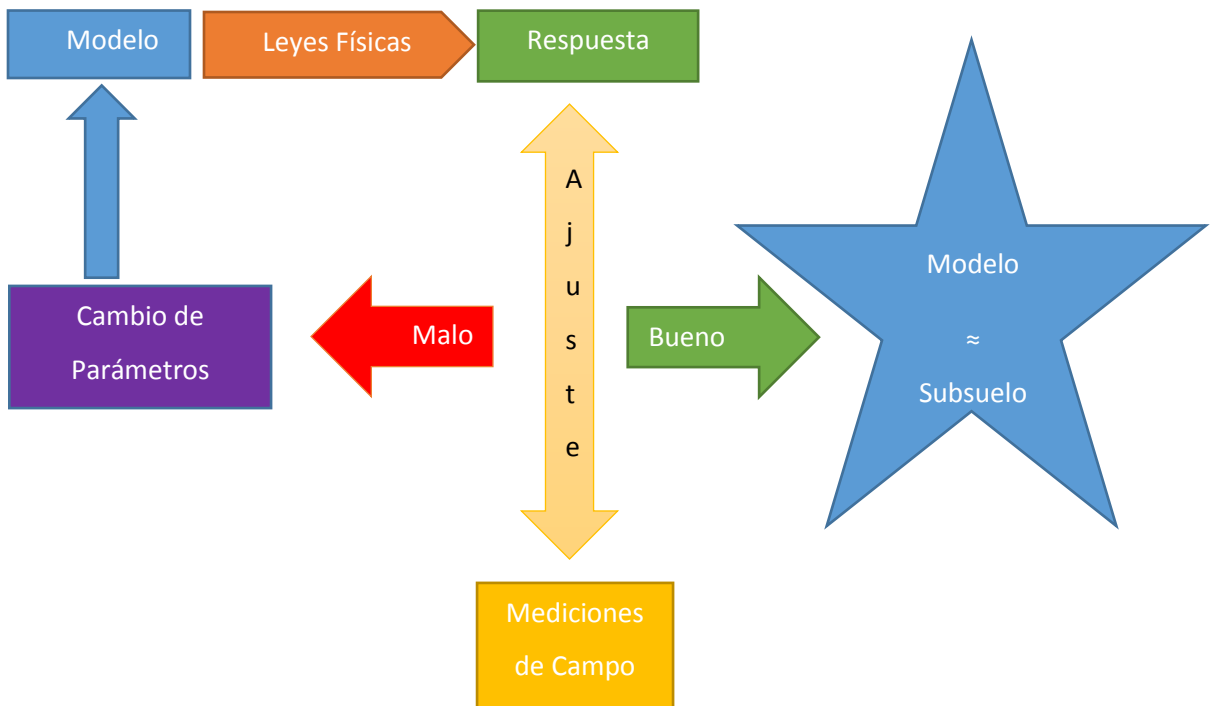 Modelo
Leyes Físicas
Respuesta
A
j
u
s
t
e
Malo
Bueno
Cambio de
Parámetros
Modelo
≈
Subsuelo
Mediciones
de Campo